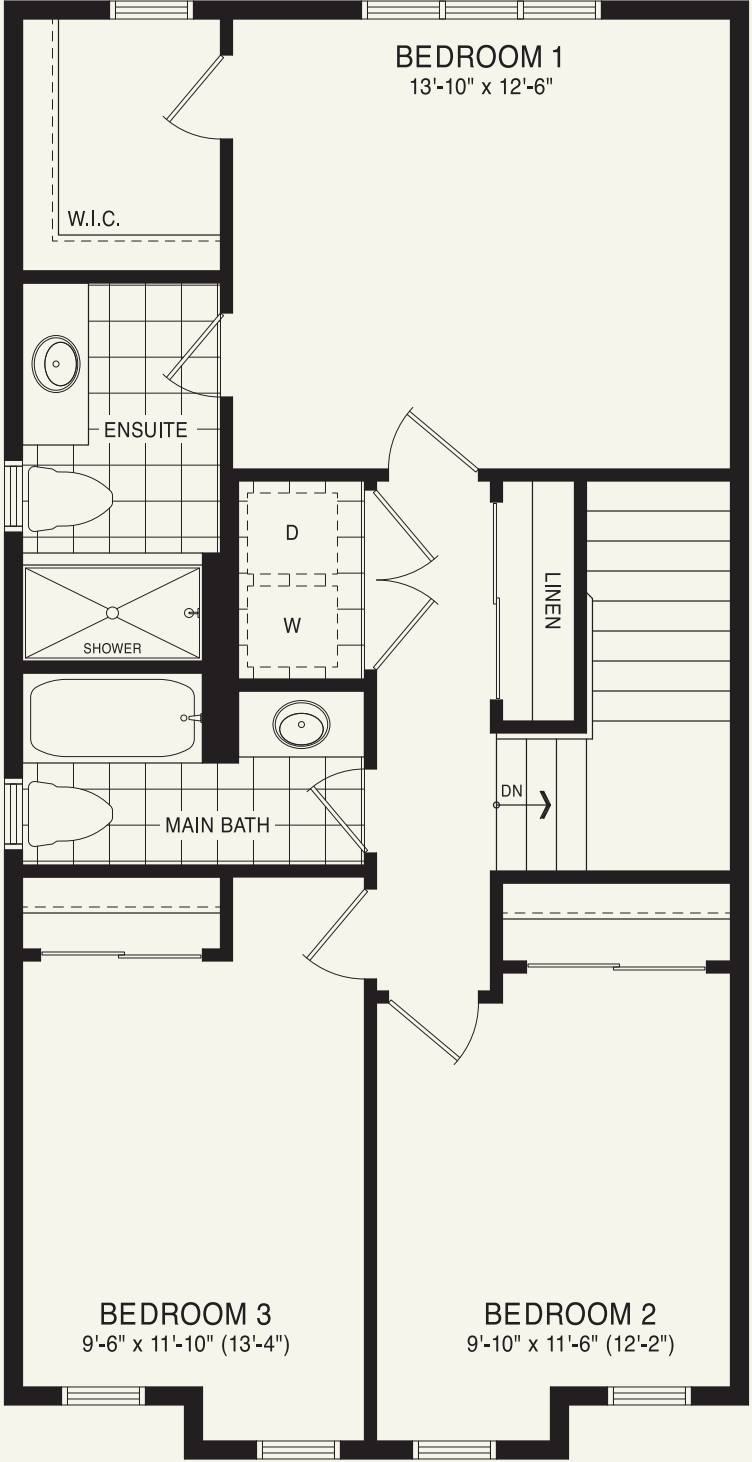 BEDROOM 1
13'-10" x 12'-6"
W.I.C.
ENSUITE
D
W
LINEN
SHOWER
DN
MAIN BATH
BEDROOM 3
9'-6" x 11'-10" (13'-4")
BEDROOM 2
9'-10" x 11'-6" (12'-2")